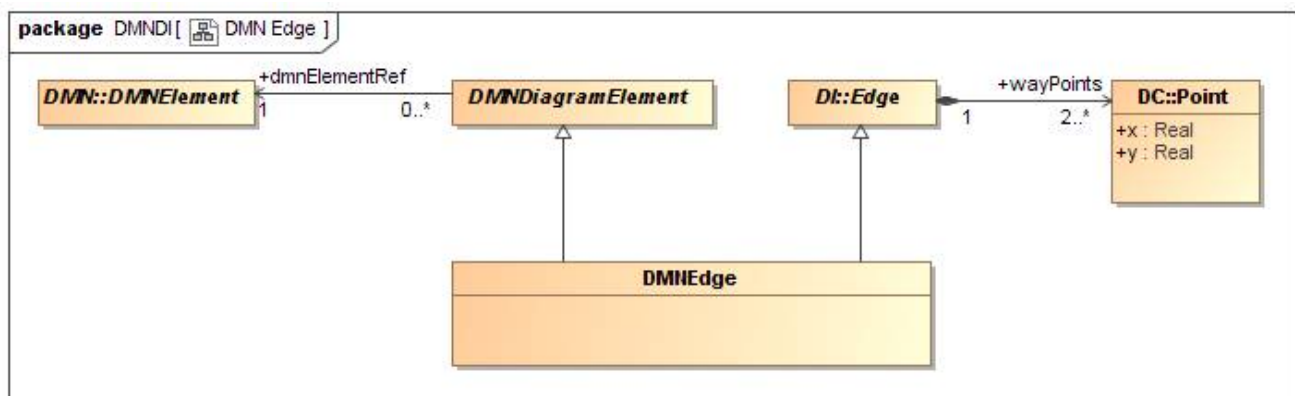 package DMNDI [ DMN Edge ]
+dmnElementRef
+wayPoints
DMN::DMNElement
DMNDiagramElement
DI::Edge
DC::Point
1
0..*
1
2..*
+x : Real
+y : Real
DMNEdge